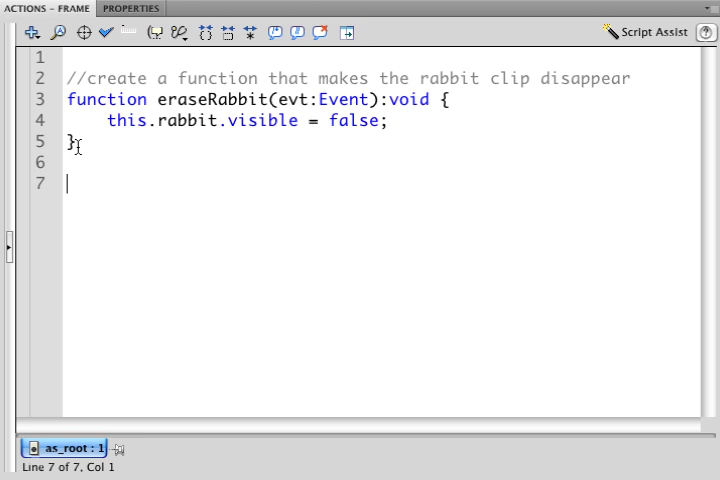 ACTIONS – FRAME PROPERTIES
Script Assist
1
2 //create a function that makes the rabbit clip disappear
3 function eraseRabbit(evt:Event):void {
4 this.rabbit.visible = false;
5 }
6
7
as_root : 1
Line 7 of 7, Col 1